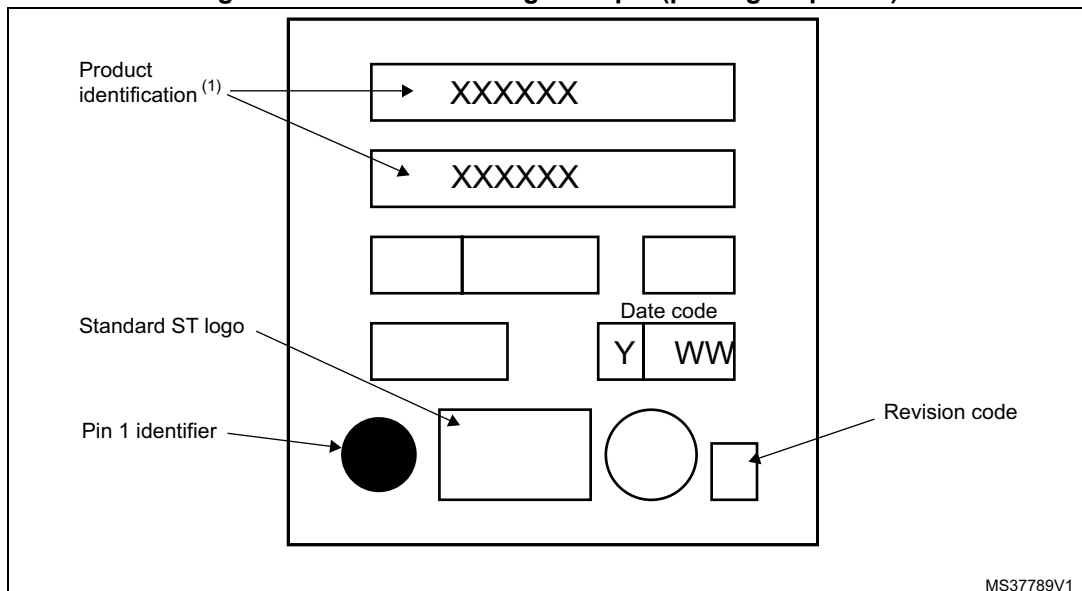 Product
identification (1)
XXXXXX
XXXXXX
Date code
Standard ST logo
Y WW
Revision code
Pin 1 identifier
MS37789V1